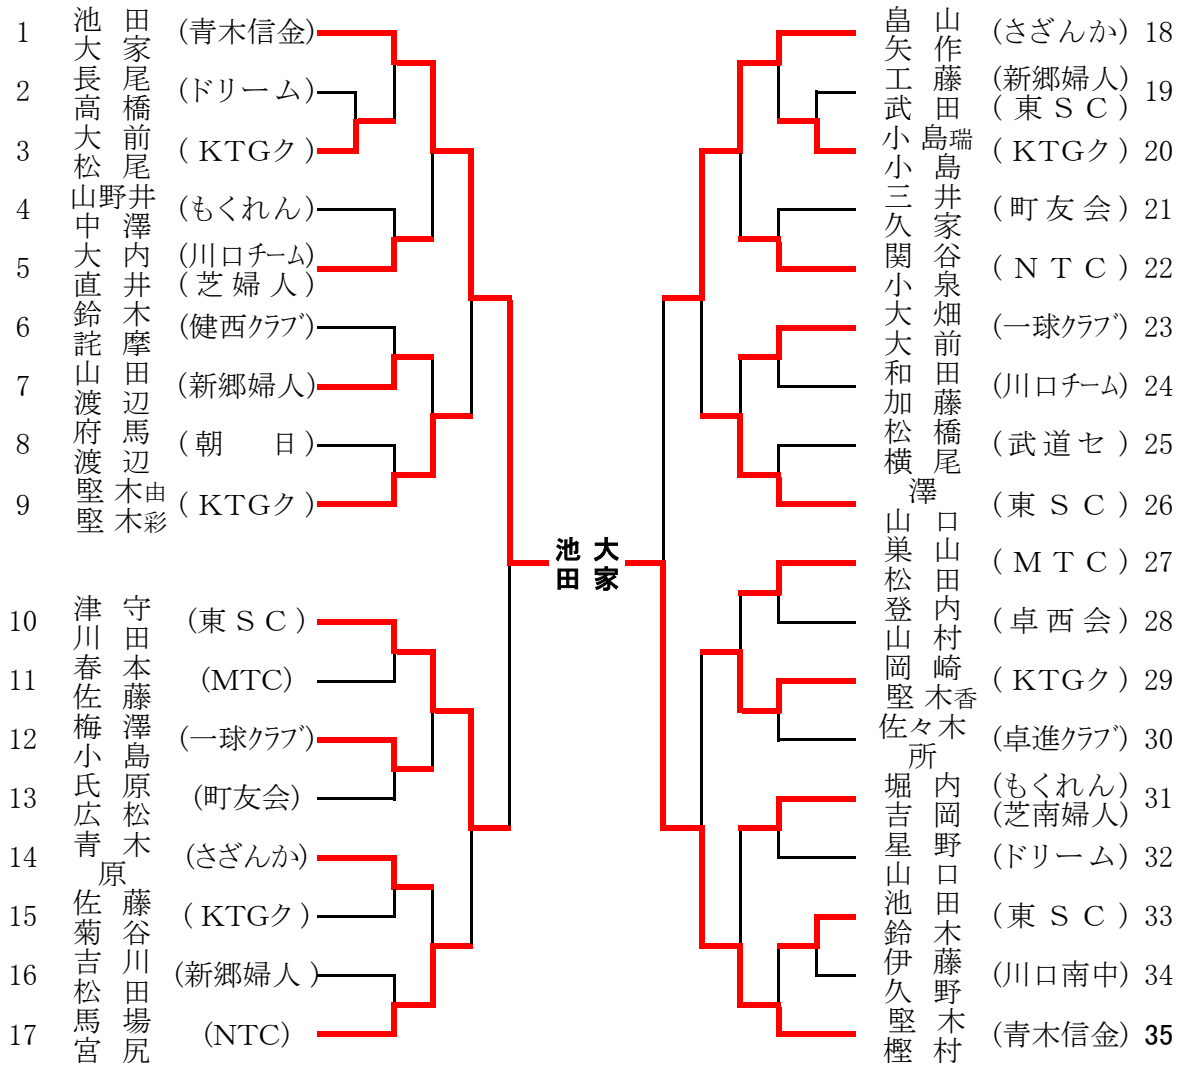 1 池田 大家 (青木信金)
2 長尾 高橋 (ドリーム)
3 大前 松尾 (KTGク)
4 山野井 中澤 (もくれん)
5 大内 直井 (川口チーム) (芝婦人)
6 鈴木 詫摩 (健西クラブ)
7 山田 渡辺 (新郷婦人)
8 府馬 渡辺 (朝日)
9 堅木由 堅木彩 (KTGク)
10 津守 川田 (東SC)
11 春本 佐藤 (MTC)
12 梅澤 小島 (一球クラブ)
13 氏原 広松 (町友会)
14 青木 原 (さざんか)
15 佐藤 菊谷 (KTGク)
16 吉川 松田 (新郷婦人)
17 馬場 宮尻 (NTC)
池田 大家
畠山 矢作 (さざんか) 18
工藤 武田 (新郷婦人) (東SC) 19
小島瑞 小島 (KTGク) 20
三井 久家 (町友会) 21
関谷 小泉 (NTC) 22
大畑 大前 (一球クラブ) 23
和田 加藤 (川口チーム) 24
松橋 横尾 (武道セ) 25
澤 山口 (東SC) 26
巣山 松田 (MTC) 27
登内 山村 (卓西会) 28
岡崎 堅木香 (KTGク) 29
佐々木 所 (卓進クラブ) 30
堀内 吉岡 (もくれん) (芝南婦人) 31
星野 山口 (ドリーム) 32
池田 鈴木 (東SC) 33
伊藤 久野 (川口南中) 34
堅木 樫村 (青木信金) 35